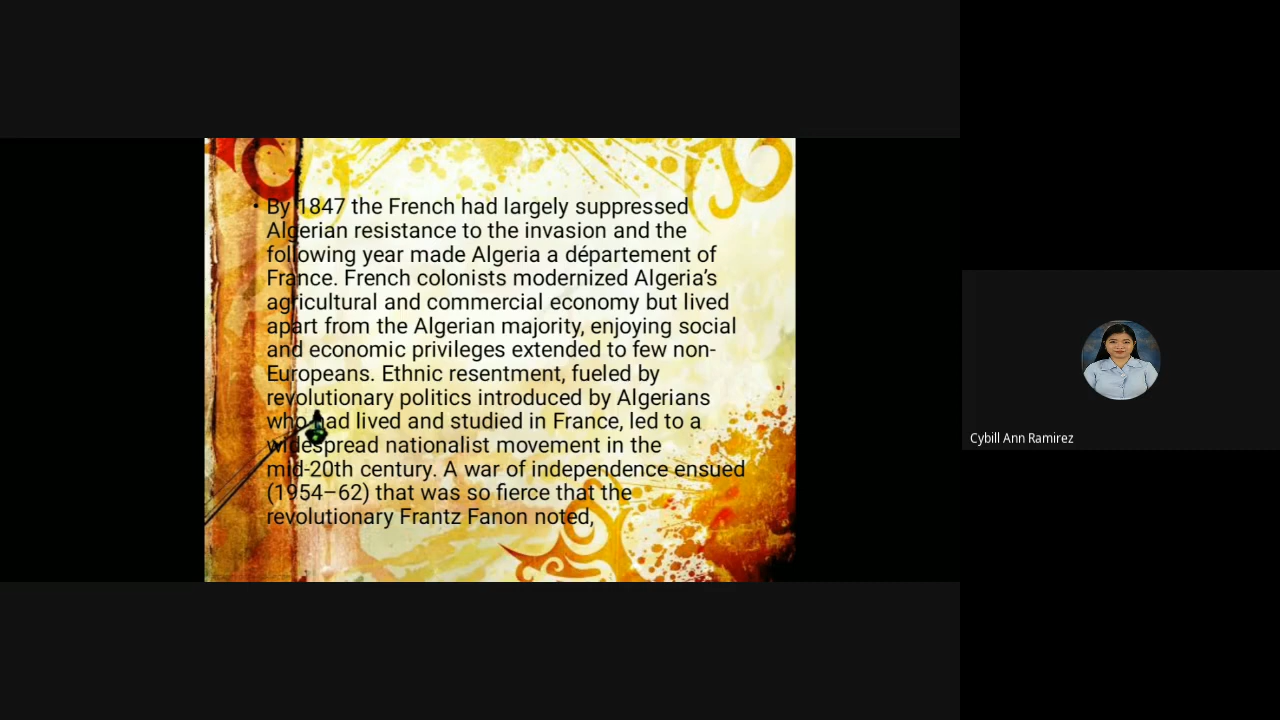 • By 1847 the French had largely suppressed
Algerian resistance to the invasion and the
following year made Algeria a département of
France. French colonists modernized Algeria’s
agricultural and commercial economy but lived
apart from the Algerian majority, enjoying social
and economic privileges extended to few non-
Europeans. Ethnic resentment, fueled by
revolutionary politics introduced by Algerians
who had lived and studied in France, led to a
widespread nationalist movement in the
mid-20th century. A war of independence ensued
(1954–62) that was so fierce that the
revolutionary Frantz Fanon noted,
Cybill Ann Ramirez